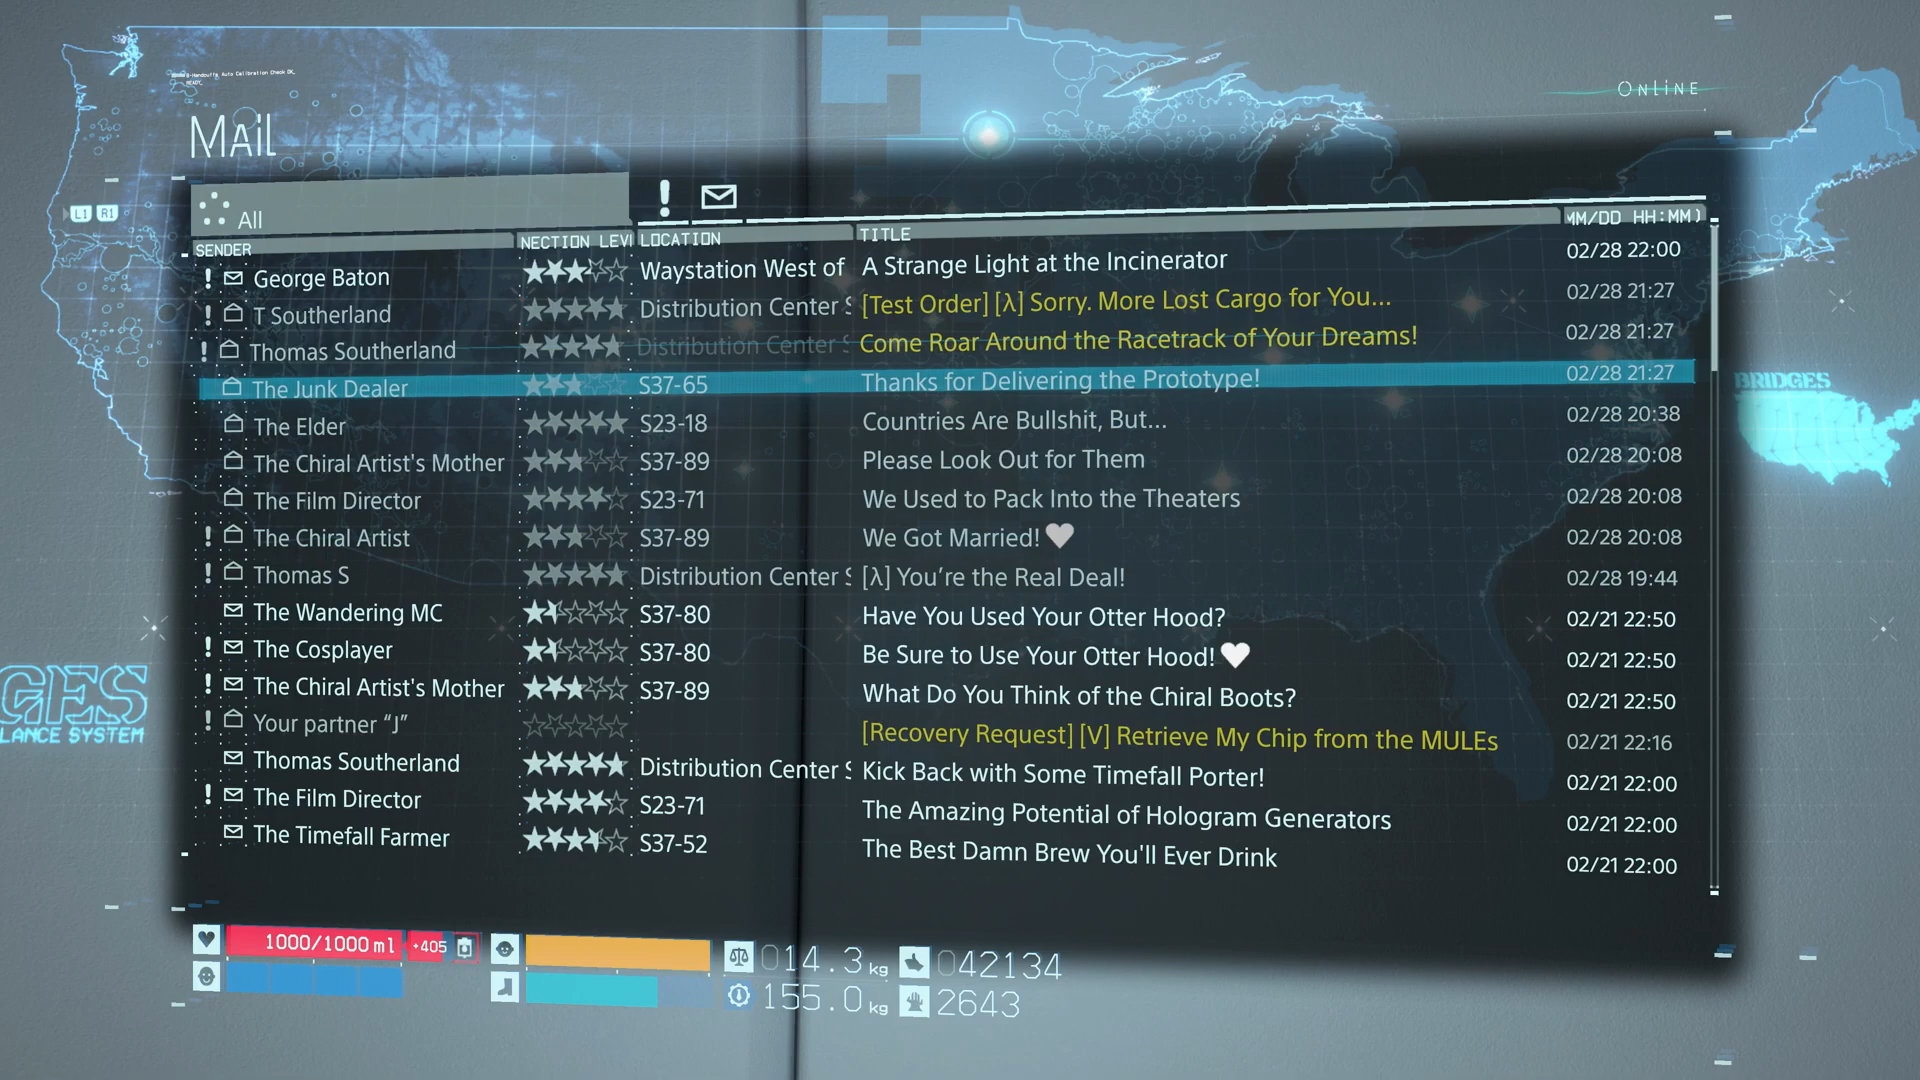 s-Handcuffs Auto Calibration Check OK.
READY.
OnLinE
MAil
L1 R1
All
SENDER NECTION LEVE LOCATION TITLE MM/DD HH:MM)
George Baton Waystation West of A Strange Light at the Incinerator 02/28 22:00
T Southerland Distribution Center S [Test Order] [λ] Sorry. More Lost Cargo for You... 02/28 21:27
Thomas Southerland Distribution Center S Come Roar Around the Racetrack of Your Dreams! 02/28 21:27
The Junk Dealer S37-65 Thanks for Delivering the Prototype! 02/28 21:27
The Elder S23-18 Countries Are Bullshit, But... 02/28 20:38
The Chiral Artist's Mother S37-89 Please Look Out for Them 02/28 20:08
The Film Director S23-71 We Used to Pack Into the Theaters 02/28 20:08
The Chiral Artist S37-89 We Got Married! 02/28 20:08
Thomas S Distribution Center S [λ] You're the Real Deal! 02/28 19:44
The Wandering MC S37-80 Have You Used Your Otter Hood? 02/21 22:50
The Cosplayer S37-80 Be Sure to Use Your Otter Hood! 02/21 22:50
The Chiral Artist's Mother S37-89 What Do You Think of the Chiral Boots? 02/21 22:50
Your partner “J” [Recovery Request] [V] Retrieve My Chip from the MULEs 02/21 22:16
Thomas Southerland Distribution Center S Kick Back with Some Timefall Porter! 02/21 22:00
The Film Director S23-71 The Amazing Potential of Hologram Generators 02/21 22:00
The Timefall Farmer S37-52 The Best Damn Brew You'll Ever Drink 02/21 22:00
BRIDGES
GES
LANCE SYSTEM
1000/1000 ml +405 014.3 kg 042134
155.0 kg 2643